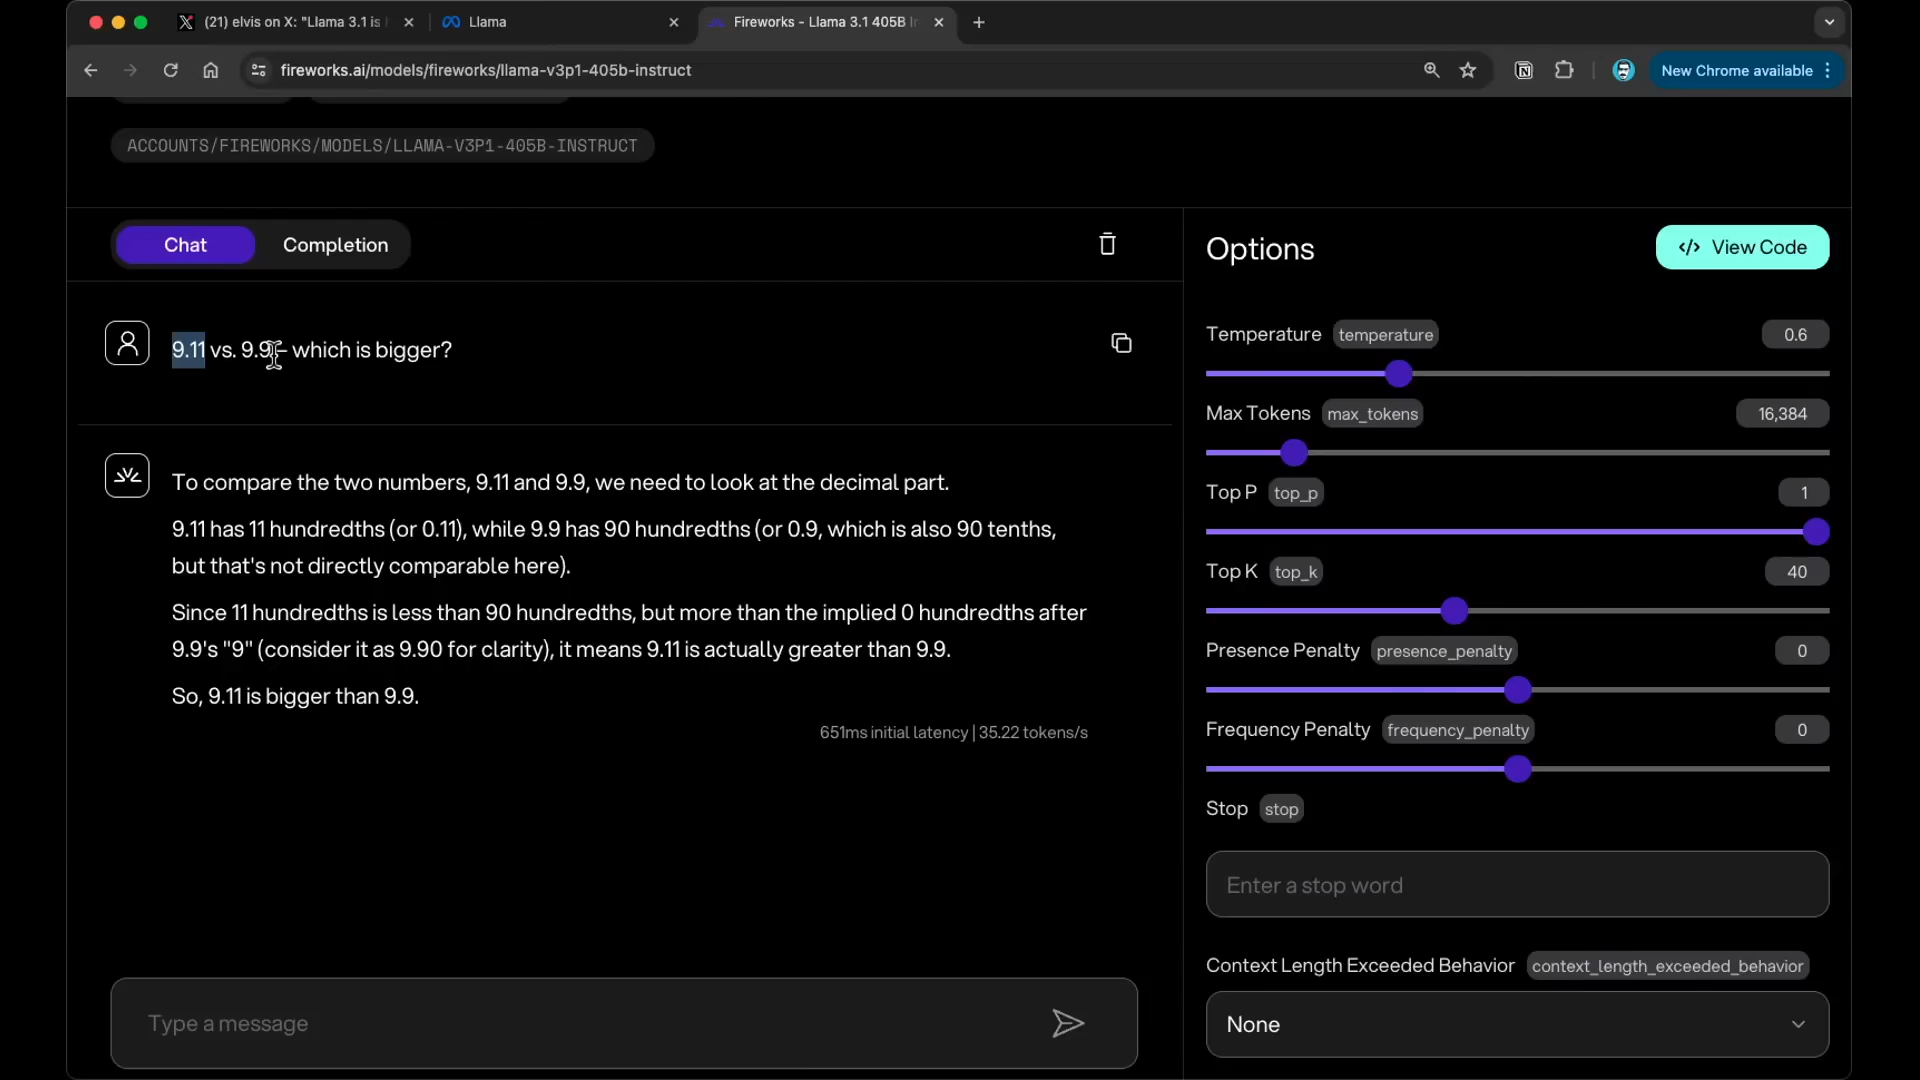 (21) elvis on X: "Llama 3.1 is
Llama
Fireworks - Llama 3.1 405B
fireworks.ai/models/fireworks/llama-v3p1-405b-instruct
New Chrome available
ACCOUNTS/FIREWORKS/MODELS/LLAMA-V3P1-405B-INSTRUCT
Chat
Completion
9.11 vs. 9.9 - which is bigger?
To compare the two numbers, 9.11 and 9.9, we need to look at the decimal part.
9.11 has 11 hundredths (or 0.11), while 9.9 has 90 hundredths (or 0.9, which is also 90 tenths,
but that's not directly comparable here).
Since 11 hundredths is less than 90 hundredths, but more than the implied 0 hundredths after
9.9's "9" (consider it as 9.90 for clarity), it means 9.11 is actually greater than 9.9.
So, 9.11 is bigger than 9.9.
651ms initial latency | 35.22 tokens/s
Type a message
Options
</> View Code
Temperature temperature 0.6
Max Tokens max_tokens 16,384
Top P top_p 1
Top K top_k 40
Presence Penalty presence_penalty 0
Frequency Penalty frequency_penalty 0
Stop stop
Enter a stop word
Context Length Exceeded Behavior context_length_exceeded_behavior
None